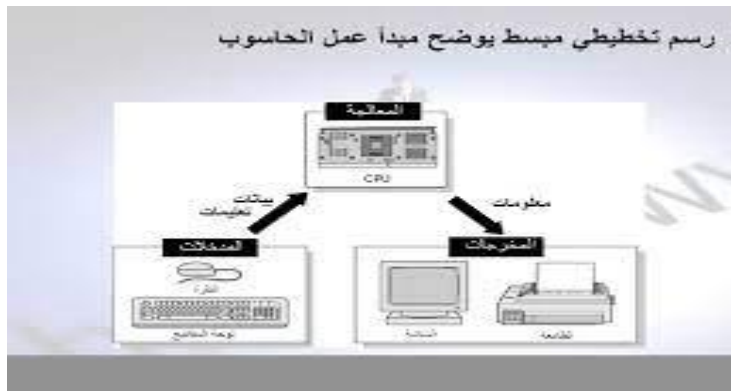 رسم تخطيطي مبسط يوضح مبدأ عمل الحاسوب
المعالجة
CPU
بيانات
تعليمات
معلومات
المدخلات
المخرجات
الفأرة
لوحة المفاتيح
الشاشة
الطابعة